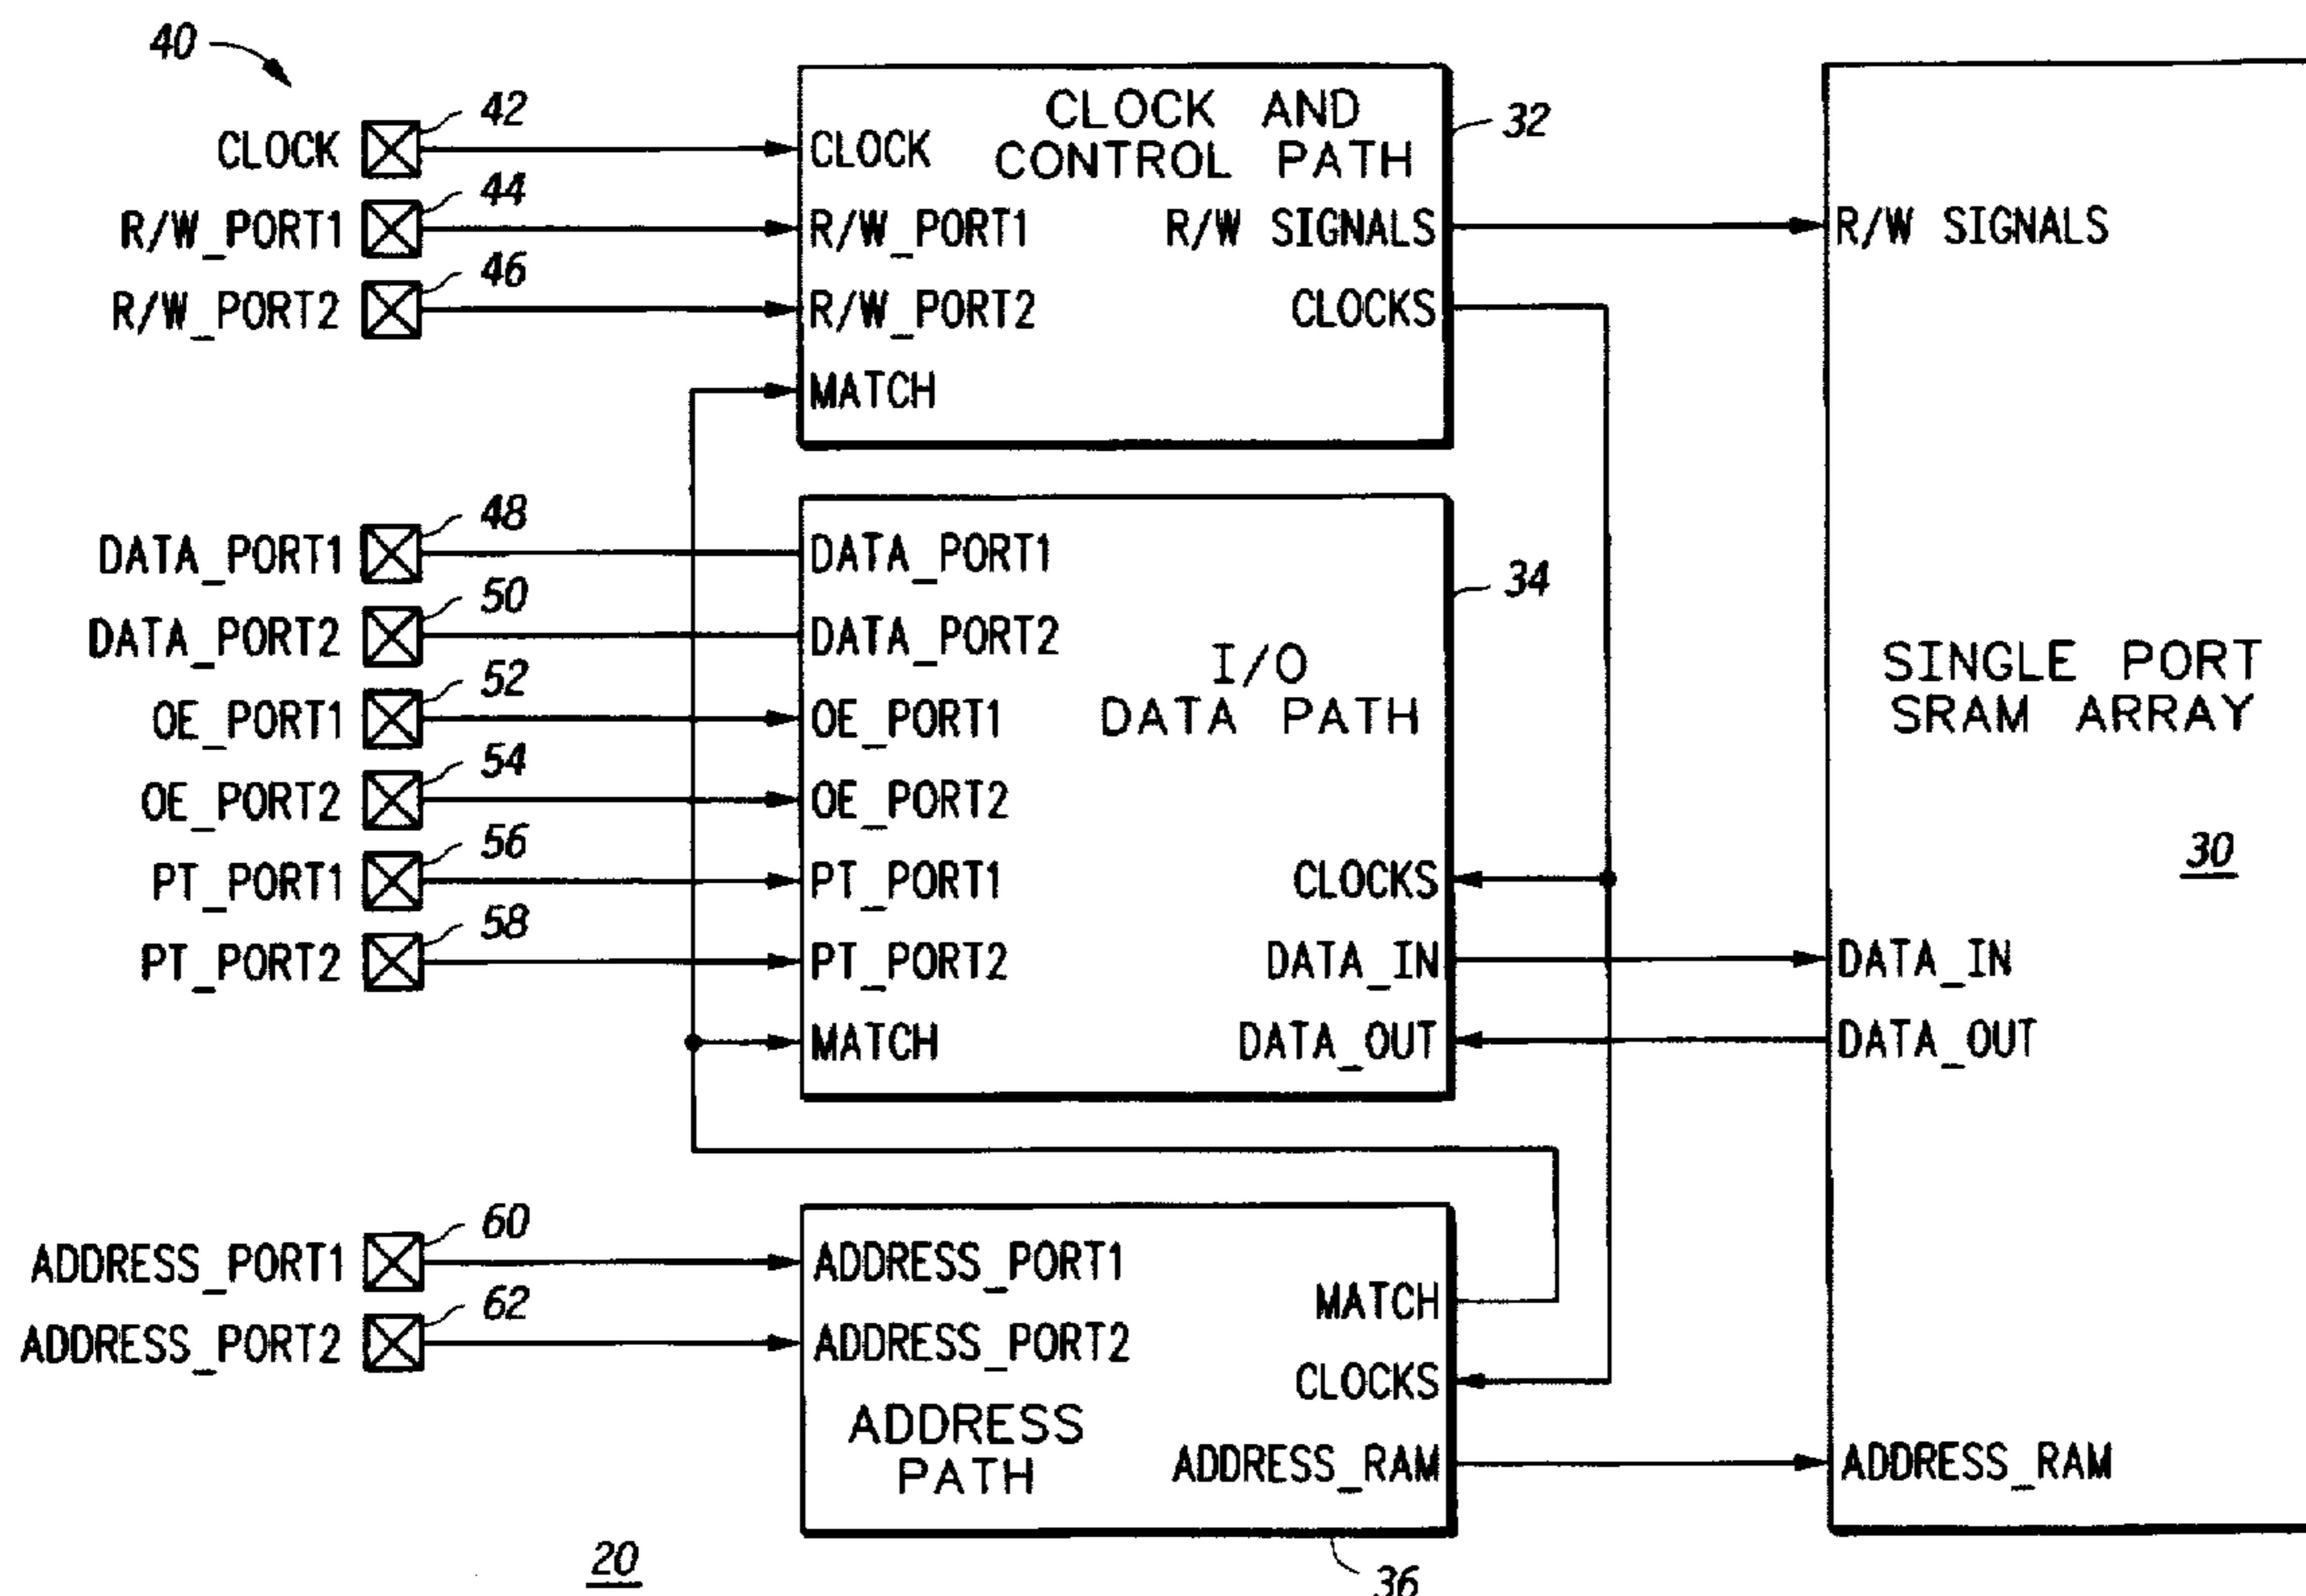 40
CLOCK
42
R/W_PORT1
44
R/W_PORT2
46
CLOCK AND
CONTROL PATH
32
CLOCK
R/W_PORT1
R/W_PORT2
MATCH
R/W SIGNALS
CLOCKS
DATA_PORT1
48
DATA_PORT2
50
OE_PORT1
52
OE_PORT2
54
PT_PORT1
56
PT_PORT2
58
DATA_PORT1
DATA_PORT2
OE_PORT1
OE_PORT2
PT_PORT1
PT_PORT2
MATCH
I/O
DATA PATH
34
CLOCKS
DATA_IN
DATA_OUT
ADDRESS_PORT1
60
ADDRESS_PORT2
62
ADDRESS_PORT1
ADDRESS_PORT2
ADDRESS
PATH
MATCH
CLOCKS
ADDRESS_RAM
36
R/W SIGNALS
SINGLE PORT
SRAM ARRAY
30
DATA_IN
DATA_OUT
ADDRESS_RAM
20